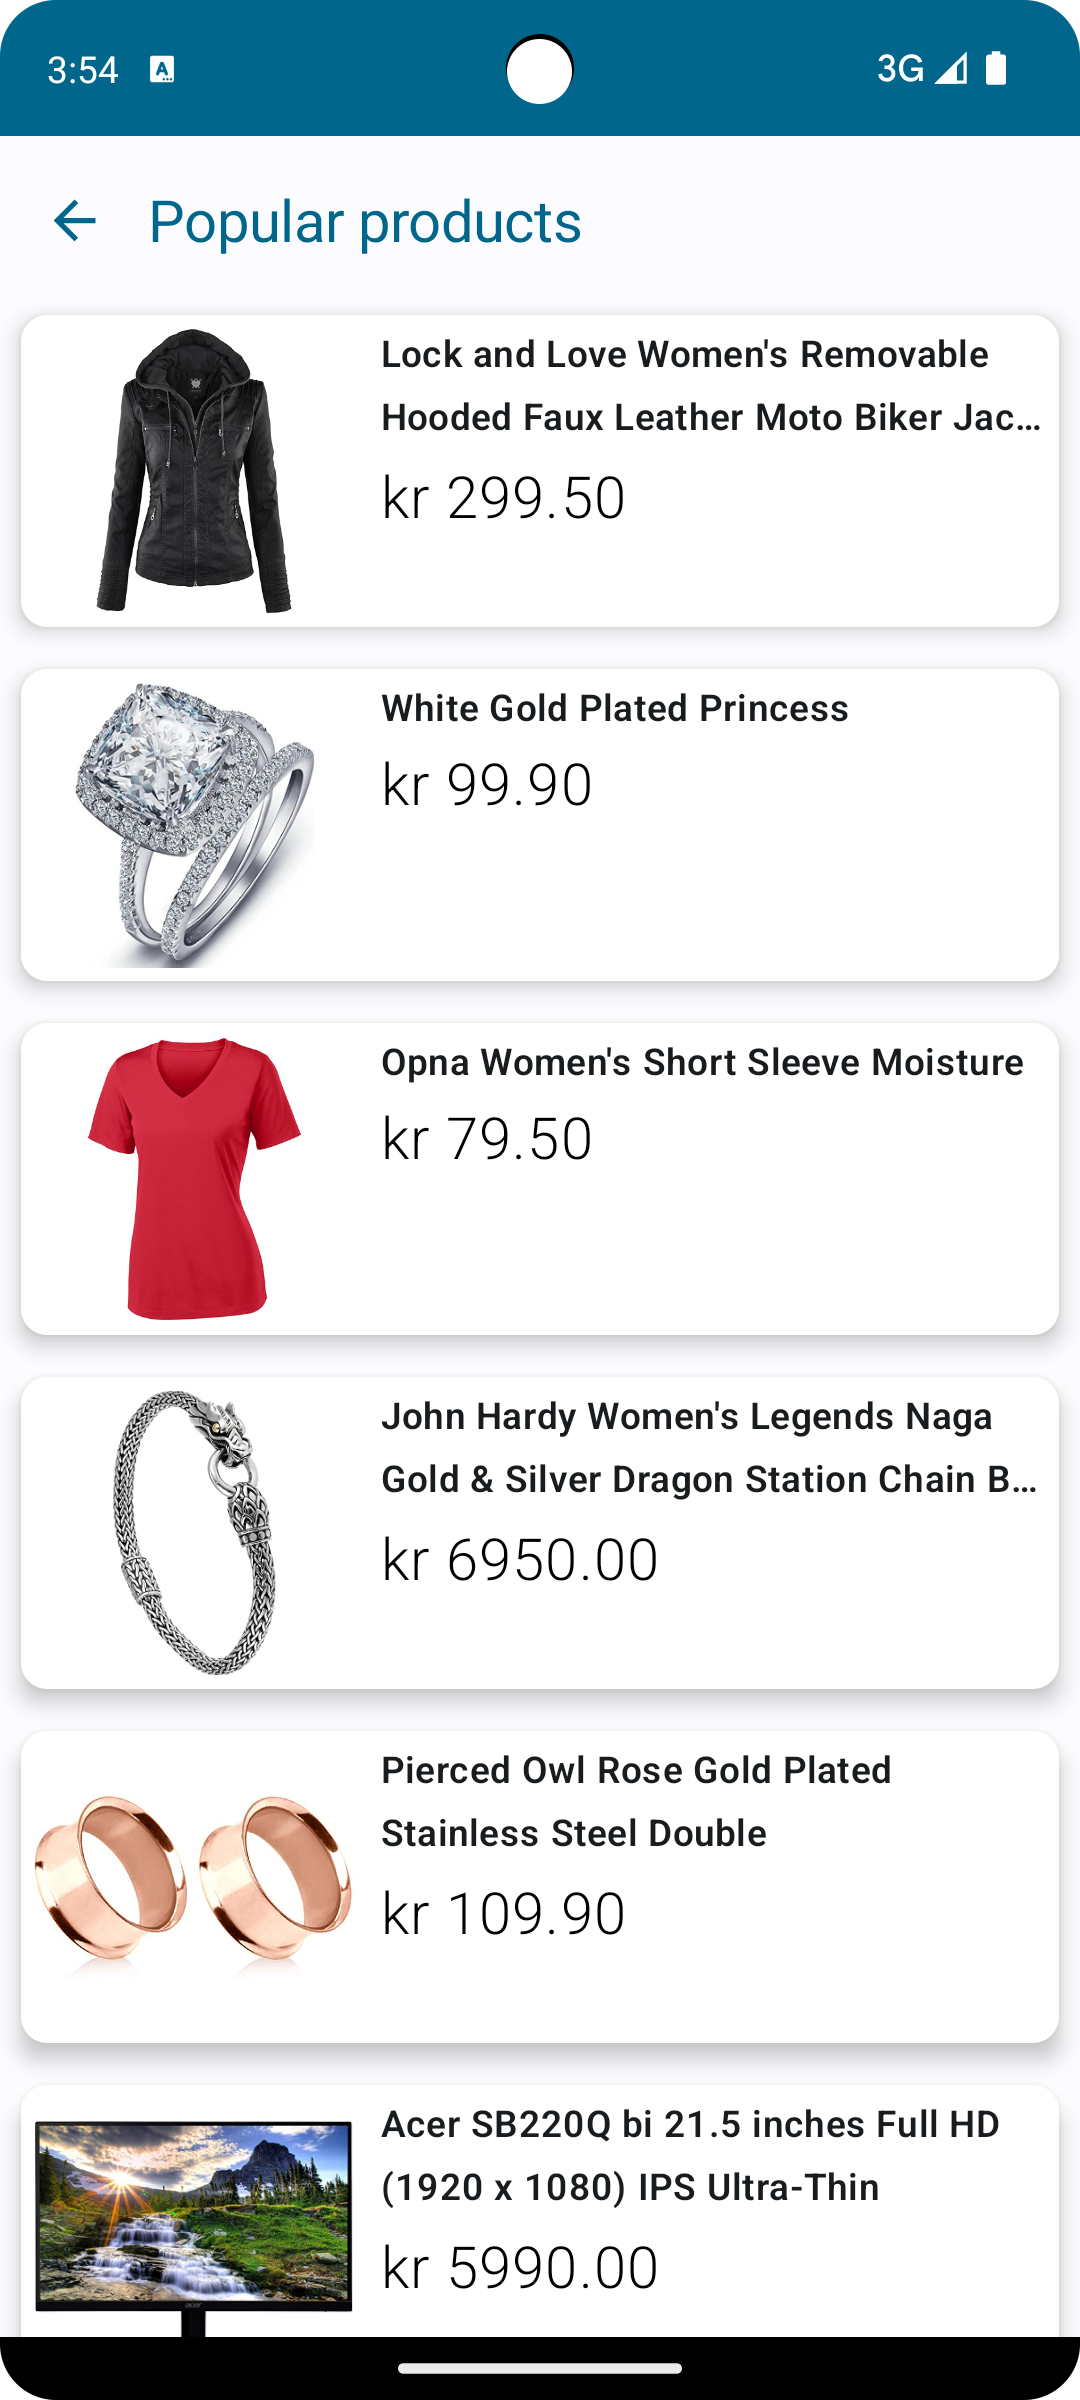 3:54
3G
Popular products
Lock and Love Women's Removable
Hooded Faux Leather Moto Biker Jac...
kr 299.50
White Gold Plated Princess
kr 99.90
Opna Women's Short Sleeve Moisture
kr 79.50
John Hardy Women's Legends Naga
Gold & Silver Dragon Station Chain B...
kr 6950.00
Pierced Owl Rose Gold Plated
Stainless Steel Double
kr 109.90
Acer SB220Q bi 21.5 inches Full HD
(1920 x 1080) IPS Ultra-Thin
kr 5990.00